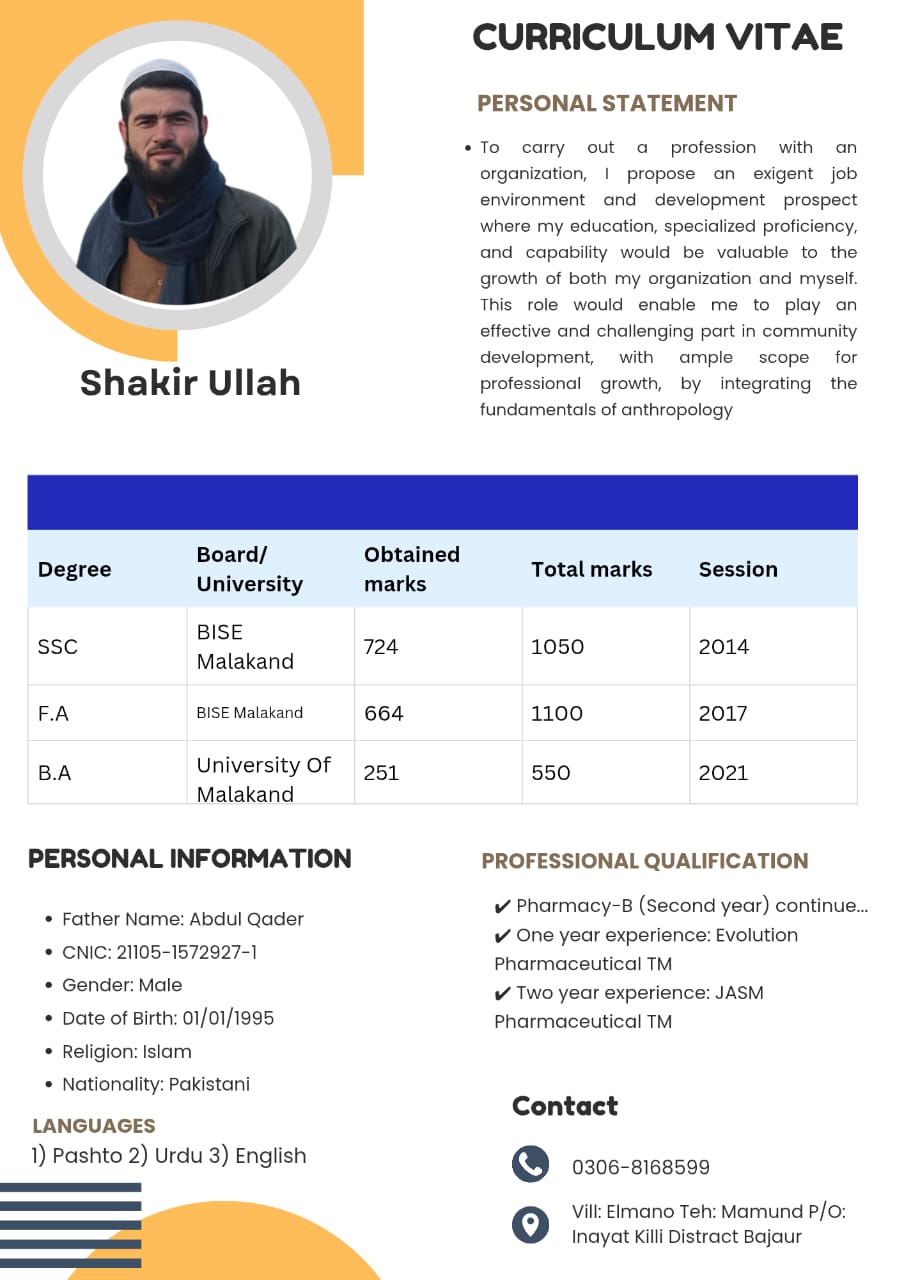 CURRICULUM VITAE
PERSONAL STATEMENT
• To carry out a profession with an
organization, I propose an exigent job
environment and development prospect
where my education, specialized proficiency,
and capability would be valuable to the
growth of both my organization and myself.
This role would enable me to play an
effective and challenging part in community
development, with ample scope for
professional growth, by integrating the
fundamentals of anthropology
Shakir Ullah
Degree Board/ University Obtained marks Total marks Session
SSC BISE Malakand 724 1050 2014
F.A BISE Malakand 664 1100 2017
B.A University Of Malakand 251 550 2021
PERSONAL INFORMATION
• Father Name: Abdul Qader
• CNIC: 21105-1572927-1
• Gender: Male
• Date of Birth: 01/01/1995
• Religion: Islam
• Nationality: Pakistani
LANGUAGES
1) Pashto 2) Urdu 3) English
PROFESSIONAL QUALIFICATION
✔ Pharmacy-B (Second year) continue...
✔ One year experience: Evolution
Pharmaceutical TM
✔ Two year experience: JASM
Pharmaceutical TM
Contact
0306-8168599
Vill: Elmano Teh: Mamund P/O:
Inayat Killi Distract Bajaur